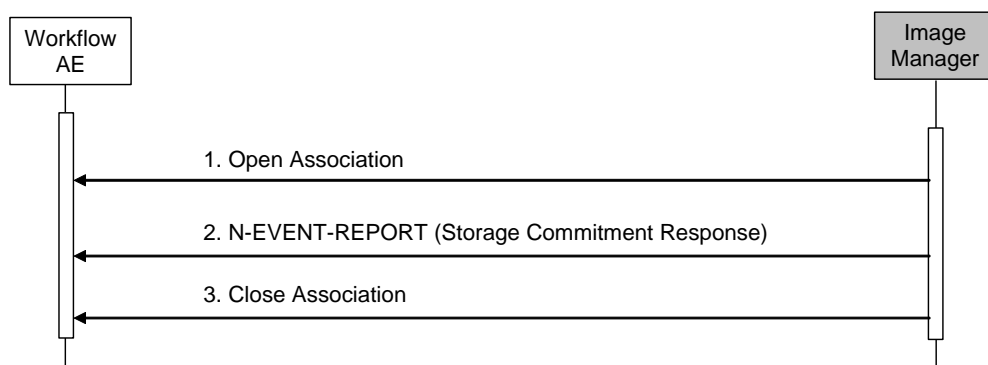 Workflow
AE
Image
Manager
1. Open Association
2. N-EVENT-REPORT (Storage Commitment Response)
3. Close Association